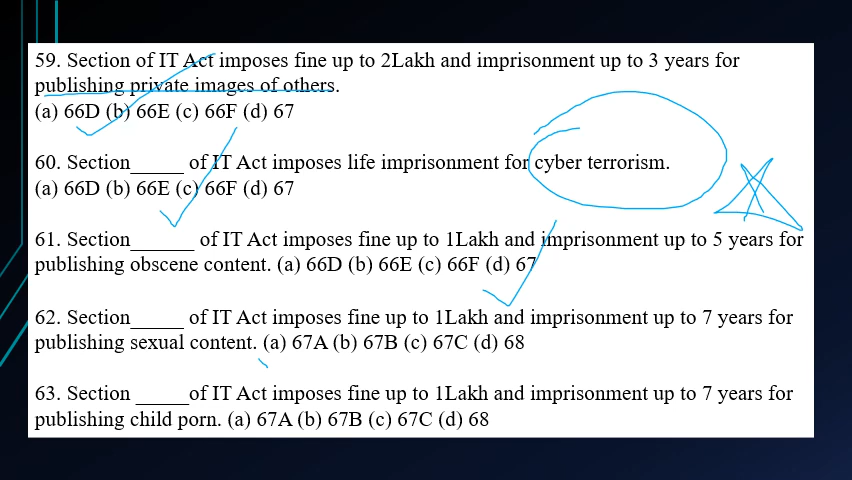 59. Section of IT Act imposes fine up to 2Lakh and imprisonment up to 3 years for
publishing private images of others.
(a) 66D (b) 66E (c) 66F (d) 67
60. Section_____ of IT Act imposes life imprisonment for cyber terrorism.
(a) 66D (b) 66E (c) 66F (d) 67
61. Section______ of IT Act imposes fine up to 1Lakh and imprisonment up to 5 years for
publishing obscene content. (a) 66D (b) 66E (c) 66F (d) 67
62. Section_____ of IT Act imposes fine up to 1Lakh and imprisonment up to 7 years for
publishing sexual content. (a) 67A (b) 67B (c) 67C (d) 68
63. Section _____of IT Act imposes fine up to 1Lakh and imprisonment up to 7 years for
publishing child porn. (a) 67A (b) 67B (c) 67C (d) 68